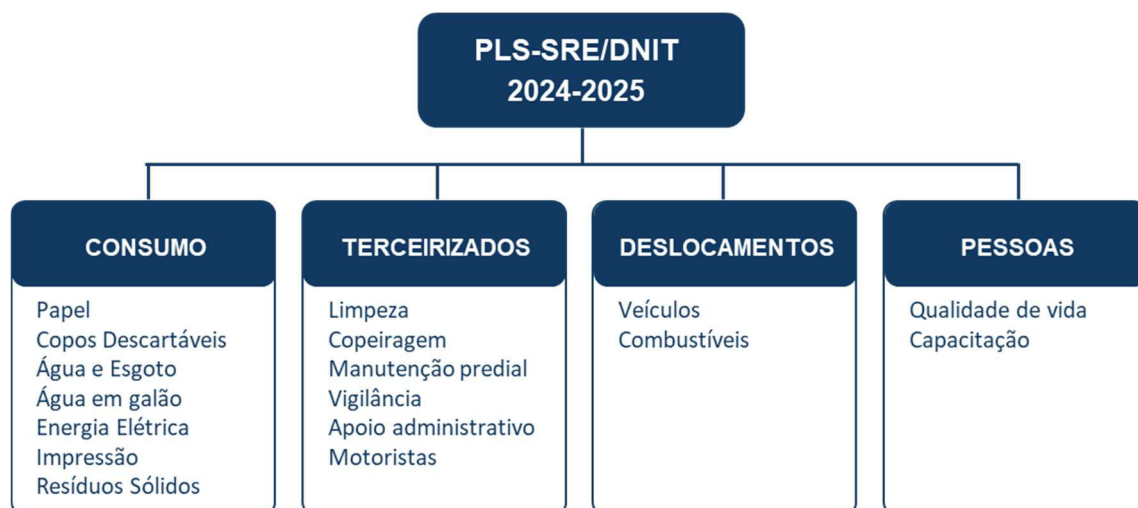 PLS-SRE/DNIT
2024-2025
CONSUMO
Papel
Copos Descartáveis
Água e Esgoto
Água em galão
Energia Elétrica
Impressão
Resíduos Sólidos
TERCEIRIZADOS
Limpeza
Copeiragem
Manutenção predial
Vigilância
Apoio administrativo
Motoristas
DESLOCAMENTOS
Veículos
Combustíveis
PESSOAS
Qualidade de vida
Capacitação